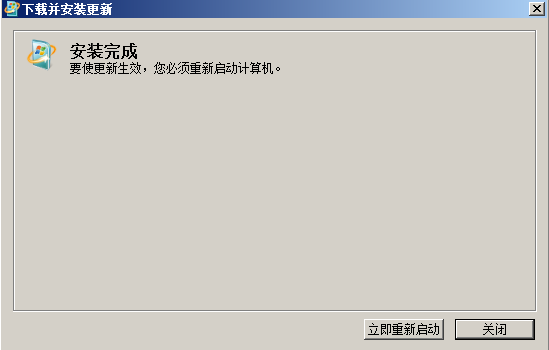 下载并安装更新
安装完成
要使更新生效，您必须重新启动计算机。
立即重新启动
关闭